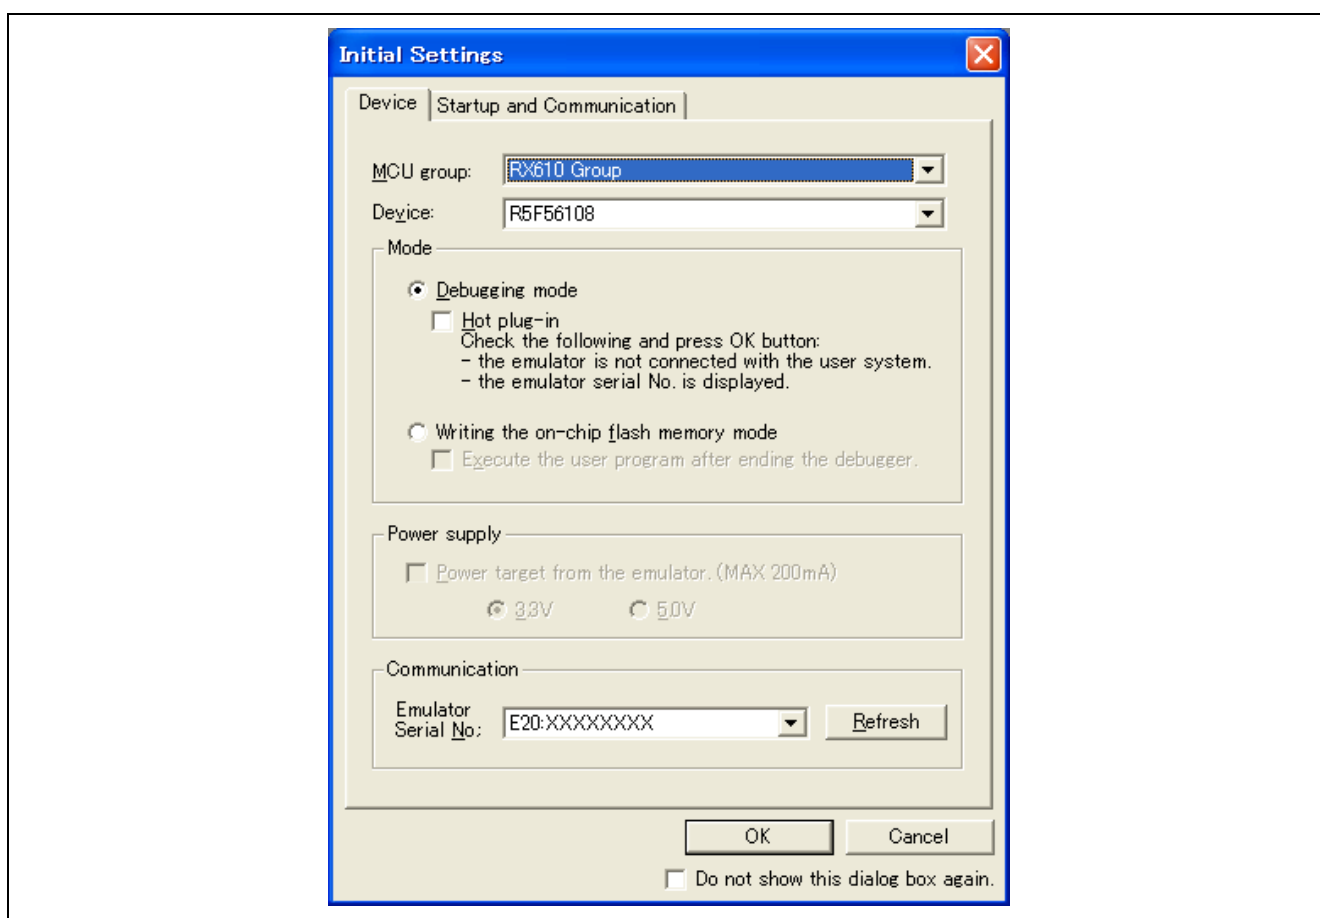 Initial Settings
Device
Startup and Communication
MCU group:
RX610 Group
Device:
R5F56108
Mode
Debugging mode
Hot plug-in
Check the following and press OK button:
- the emulator is not connected with the user system.
- the emulator serial No. is displayed.
Writing the on-chip flash memory mode
Execute the user program after ending the debugger.
Power supply
Power target from the emulator. (MAX 200mA)
3.3V
5.0V
Communication
Emulator
Serial No:
E20:XXXXXXXX
Refresh
OK
Cancel
Do not show this dialog box again.